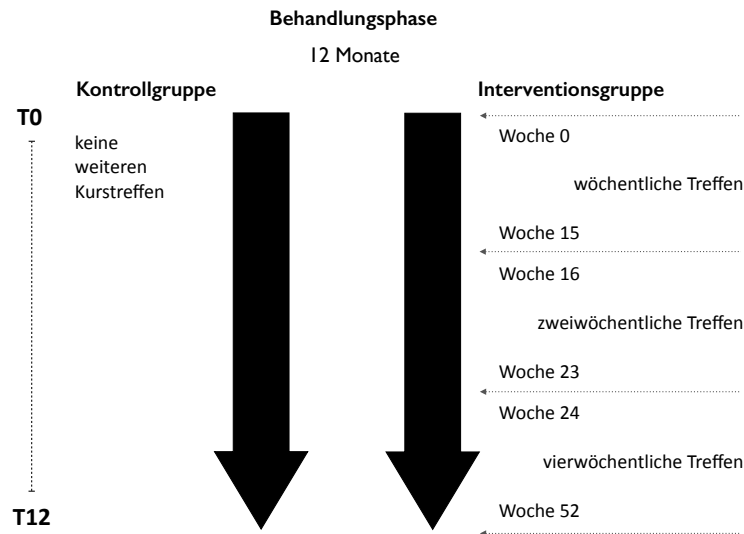 Behandlungsphase
12 Monate
Kontrollgruppe
Interventionsgruppe
T0
keine
weiteren
Kurstreffen
Woche 0
wöchentliche Treffen
Woche 15
Woche 16
zweiwöchentliche Treffen
Woche 23
Woche 24
vierwöchentliche Treffen
Woche 52
T12